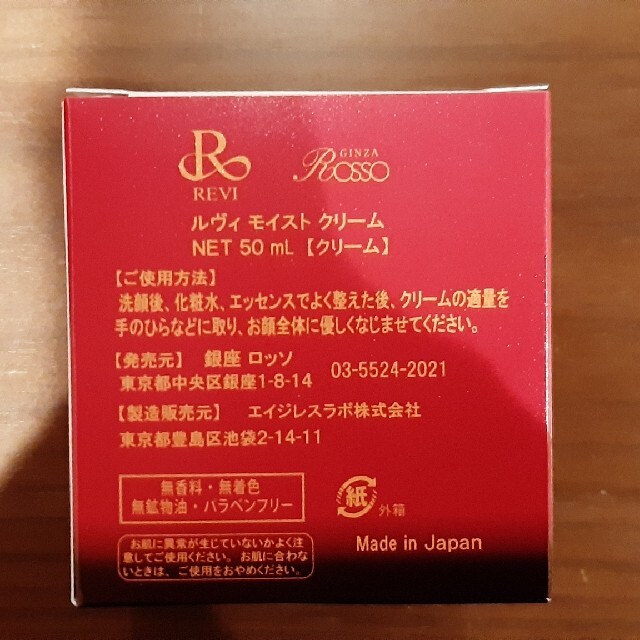 R
REVI
GINZA
Rosso
ルヴィ モイスト クリーム
NET 50 mL 【クリーム】
【ご使用方法】
洗顔後、化粧水、エッセンスでよく整えた後、クリームの適量を
手のひらなどに取り、お顔全体に優しくなじませてください。
【発売元】 銀座 ロッソ 03-5524-2021
東京都中央区銀座1-8-14
【製造販売元】 エイジレスラボ株式会社
東京都豊島区池袋2-14-11
無香料・無着色
無鉱物油・パラベンフリー
紙 外箱
お肌に異常が生じていないかよく注
意してご使用ください。お肌に合わな
いときは、ご使用をおやめください。
Made in Japan